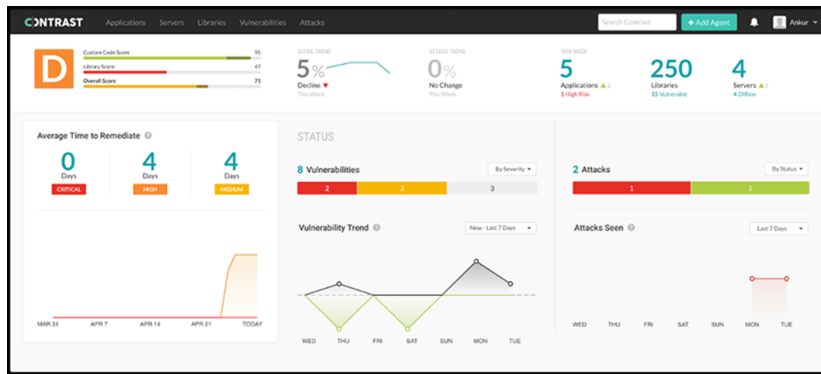 CONTRAST
Applications Servers Libraries Vulnerabilities Attacks
Search Contrast
+ Add Agent
Ankur
D
Custom Code Score 95
Library Score 47
Overall Score 71
SCORE TREND
5%
Decline
This Week
ATTACK TREND
0%
No Change
This Week
THIS WEEK
5
Applications 2
1 High Risk
250
Libraries
15 Vulnerable
4
Servers
4 Offline
Average Time to Remediate
0
Days
CRITICAL
4
Days
HIGH
4
Days
MEDIUM
MAR 31 APR 7 APR 14 APR 21 TODAY
STATUS
8 Vulnerabilities
By Severity
2 3 3
Vulnerability Trend
Now - Last 7 Days
WED THU FRI SAT SUN MON TUE
2 Attacks
By Status
1 1
Attacks Seen
Last 7 Days
WED THU FRI SAT SUN MON TUE